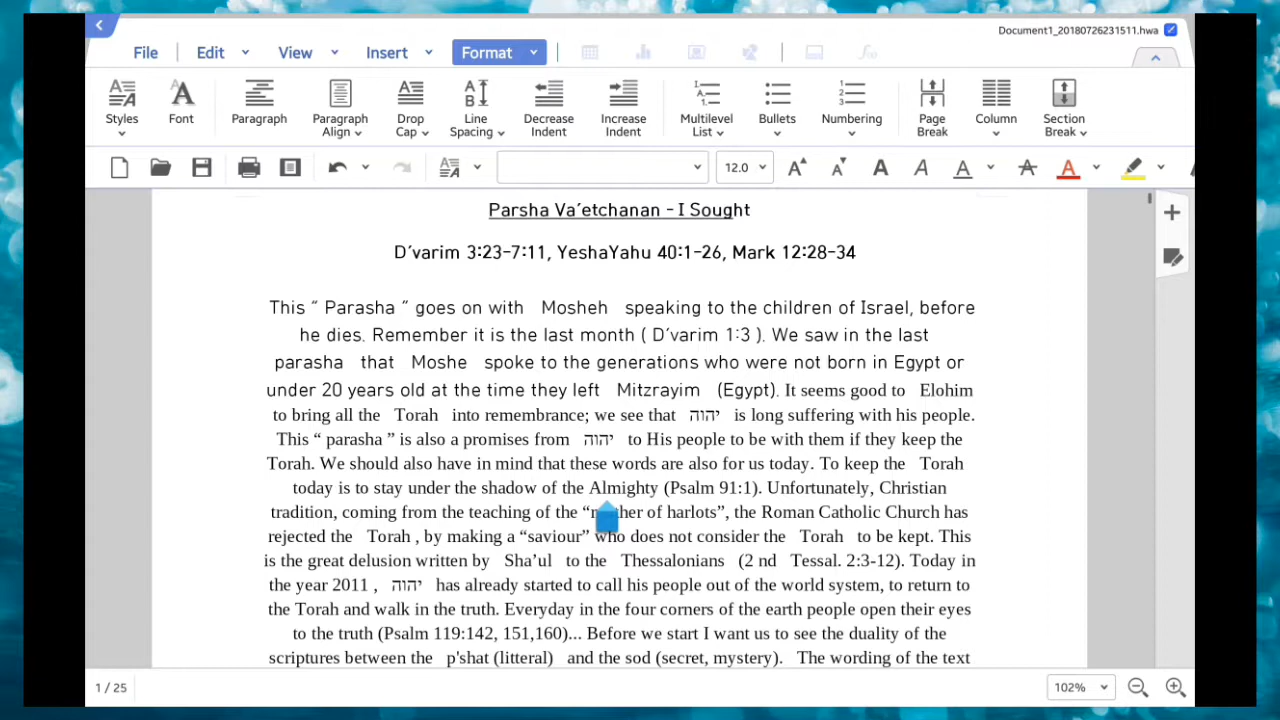 Document1_20180726231511.hwa
File Edit View Insert Format
Styles Font Paragraph Paragraph Align Drop Cap Line Spacing Decrease Indent Increase Indent Multilevel List Bullets Numbering Page Break Column Section Break
12.0
Parsha Va´etchanan - I Sought
D´varim 3:23-7:11, YeshaYahu 40:1-26, Mark 12:28-34
This “ Parasha ” goes on with Mosheh speaking to the children of Israel, before
he dies. Remember it is the last month ( D´varim 1:3 ). We saw in the last
parasha that Moshe spoke to the generations who were not born in Egypt or
under 20 years old at the time they left Mitzrayim (Egypt). It seems good to Elohim
to bring all the Torah into remembrance; we see that יהוה is long suffering with his people.
This “ parasha ” is also a promises from יהוה to His people to be with them if they keep the
Torah. We should also have in mind that these words are also for us today. To keep the Torah
today is to stay under the shadow of the Almighty (Psalm 91:1). Unfortunately, Christian
tradition, coming from the teaching of the “mother of harlots”, the Roman Catholic Church has
rejected the Torah , by making a “saviour” who does not consider the Torah to be kept. This
is the great delusion written by Sha’ul to the Thessalonians (2 nd Tessal. 2:3-12). Today in
the year 2011 , יהוה has already started to call his people out of the world system, to return to
the Torah and walk in the truth. Everyday in the four corners of the earth people open their eyes
to the truth (Psalm 119:142, 151,160)... Before we start I want us to see the duality of the
scriptures between the p'shat (litteral) and the sod (secret, mystery). The wording of the text
1 / 25
102%